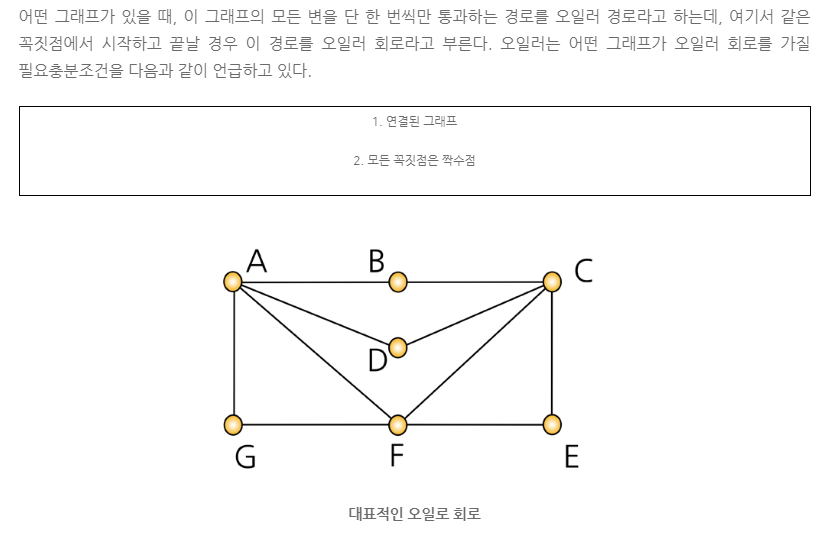 어떤 그래프가 있을 때, 이 그래프의 모든 변을 단 한 번씩만 통과하는 경로를 오일러 경로라고 하는데, 여기서 같은
꼭짓점에서 시작하고 끝날 경우 이 경로를 오일러 회로라고 부른다. 오일러는 어떤 그래프가 오일러 회로를 가질
필요충분조건을 다음과 같이 언급하고 있다.
1. 연결된 그래프
2. 모든 꼭짓점은 짝수점
A
B
C
D
G
F
E
대표적인 오일로 회로